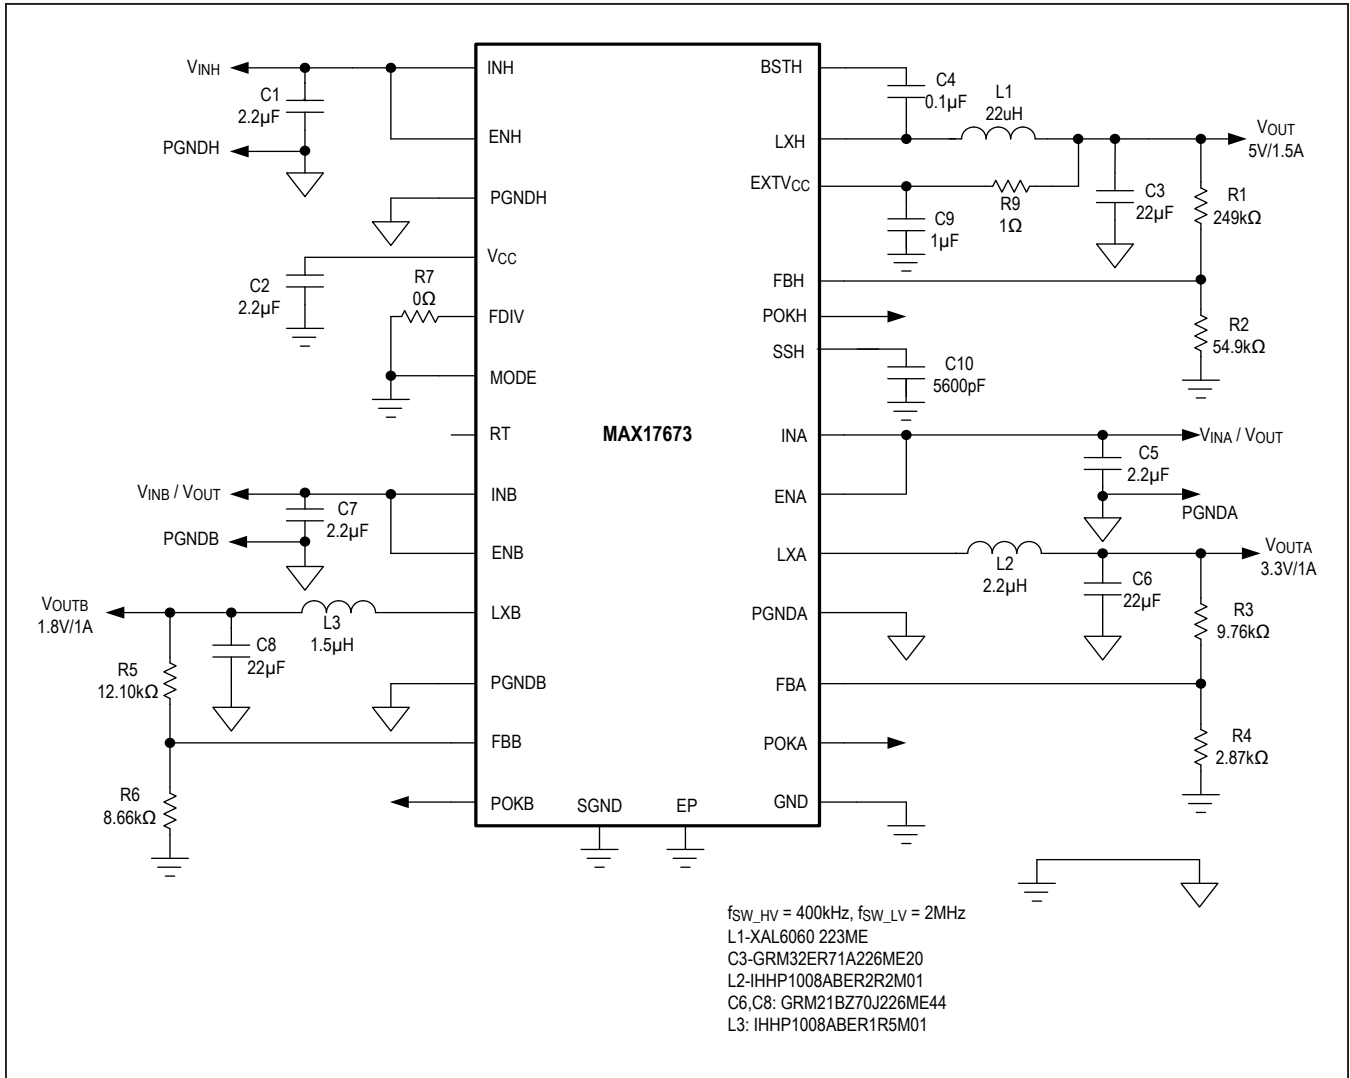 VINH
C1
2.2µF
PGNDH
INH
ENH
PGNDH
VCC
C2
2.2µF
R7
0Ω
FDIV
MODE
RT
VINB / VOUT
C7
2.2µF
PGNDB
INB
ENB
VOUTB
1.8V/1A
L3
1.5µH
LXB
C8
22µF
R5
12.10kΩ
PGNDB
FBB
R6
8.66kΩ
POKB
SGND
EP
MAX17673
BSTH
C4
0.1µF
L1
22uH
LXH
VOUT
5V/1.5A
EXTVCC
R9
1Ω
C9
1µF
C3
22µF
R1
249kΩ
FBH
POKH
R2
54.9kΩ
SSH
C10
5600pF
INA
VINA / VOUT
C5
2.2µF
ENA
PGNDA
LXA
L2
2.2µH
VOUTA
3.3V/1A
C6
22µF
R3
9.76kΩ
PGNDA
FBA
POKA
R4
2.87kΩ
GND
fSW_HV = 400kHz, fSW_LV = 2MHz
L1-XAL6060 223ME
C3-GRM32ER71A226ME20
L2-IHHP1008ABER2R2M01
C6,C8: GRM21BZ70J226ME44
L3: IHHP1008ABER1R5M01